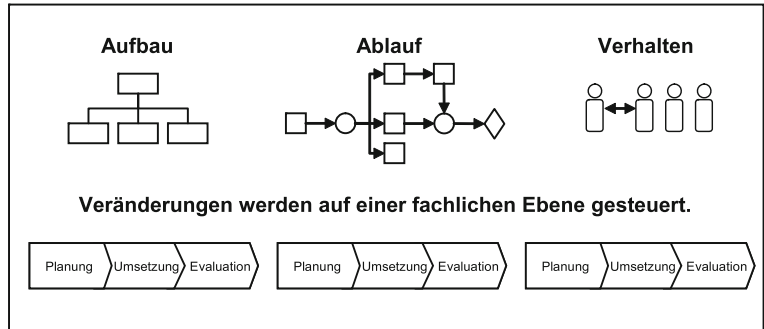 Aufbau
Ablauf
Verhalten
Veränderungen werden auf einer fachlichen Ebene gesteuert.
Planung
Umsetzung
Evaluation
Planung
Umsetzung
Evaluation
Planung
Umsetzung
Evaluation